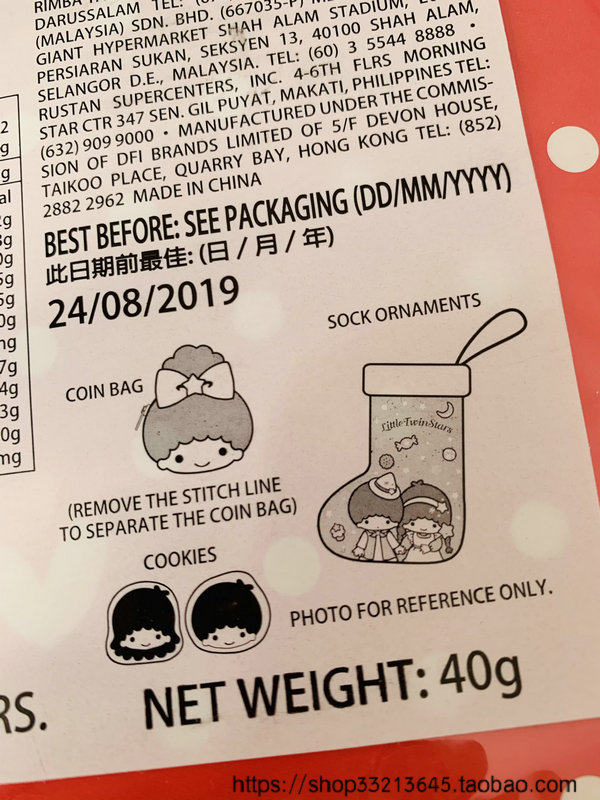 DARUSSALAM TEL:
(MALAYSIA) SDN. BHD. (667035-P)
GIANT HYPERMARKET SHAH ALAM STADIUM,
PERSIARAN SUKAN, SEKSYEN 13, 40100 SHAH ALAM,
SELANGOR D.E., MALAYSIA. TEL: (60) 3 5544 8888 •
RUSTAN SUPERCENTERS, INC. 4-6TH FLRS MORNING
STAR CTR 347 SEN. GIL PUYAT, MAKATI, PHILIPPINES TEL:
(632) 909 9000 • MANUFACTURED UNDER THE COMMIS-
SION OF DFI BRANDS LIMITED OF 5/F DEVON HOUSE,
TAIKOO PLACE, QUARRY BAY, HONG KONG TEL: (852)
2882 2962 MADE IN CHINA
BEST BEFORE: SEE PACKAGING (DD/MM/YYYY)
此日期前最佳: (日 / 月 / 年)
24/08/2019
SOCK ORNAMENTS
COIN BAG
LittleTwinStars
(REMOVE THE STITCH LINE
TO SEPARATE THE COIN BAG)
COOKIES
PHOTO FOR REFERENCE ONLY.
RS.
NET WEIGHT: 40g
https://shop33213645.taobao.com